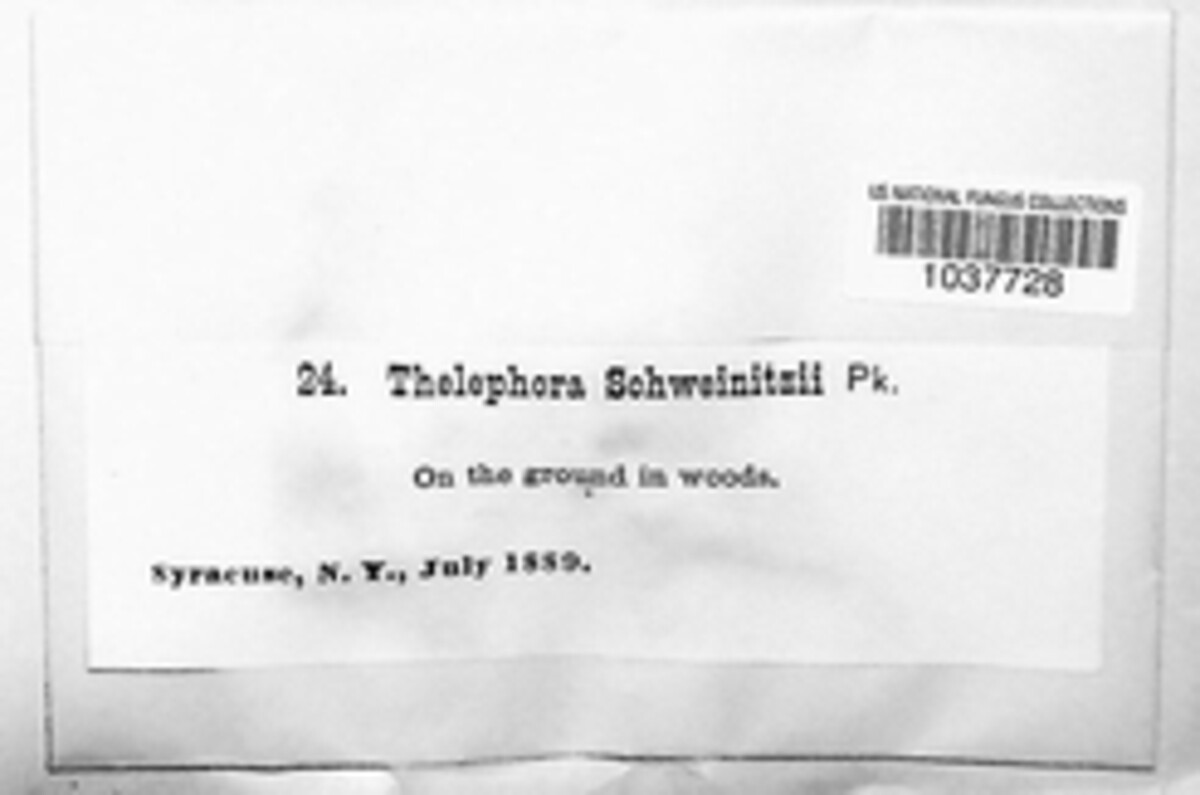 US NATIONAL FUNGUS COLLECTIONS
1037728
24. Thelephora Schweinitzii Pk.
On the ground in woods.
Syracuse, N. Y., July 1889.